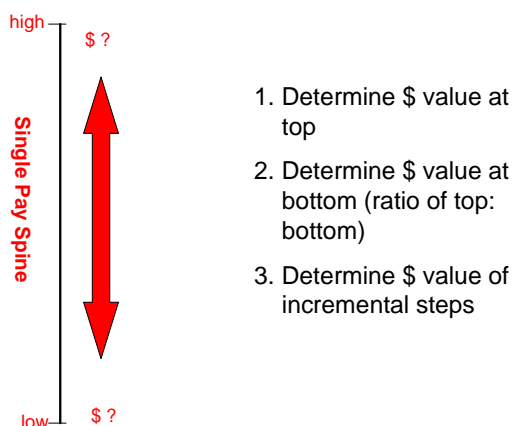 high
$ ?
Single Pay Spine
low
$ ?
1. Determine $ value at
top
2. Determine $ value at
bottom (ratio of top:
bottom)
3. Determine $ value of
incremental steps